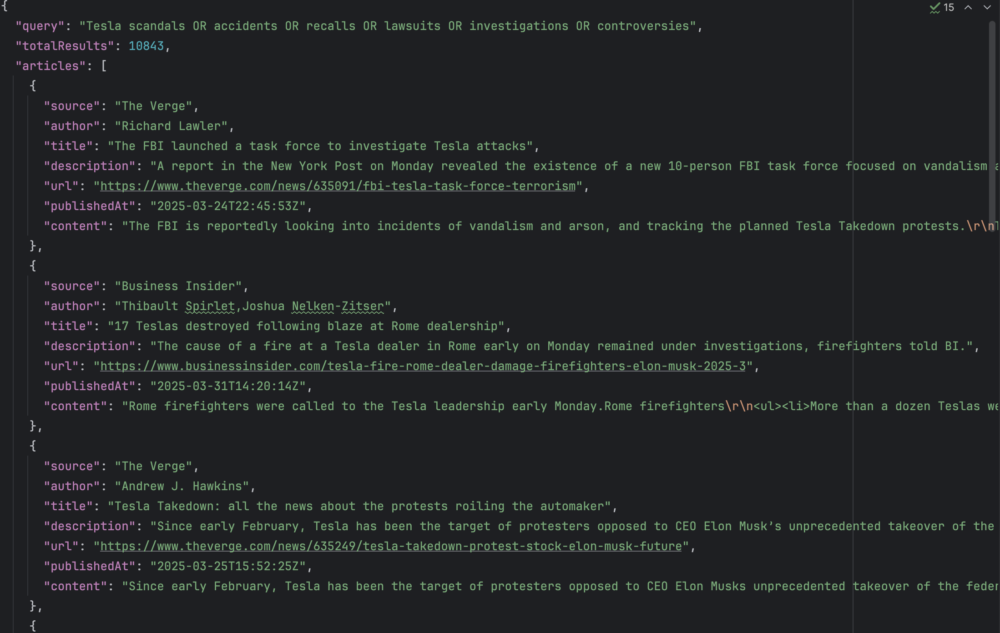 {
15
"query": "Tesla scandals OR accidents OR recalls OR lawsuits OR investigations OR controversies",
"totalResults": 10843,
"articles": [
{
"source": "The Verge",
"author": "Richard Lawler",
"title": "The FBI launched a task force to investigate Tesla attacks",
"description": "A report in the New York Post on Monday revealed the existence of a new 10-person FBI task force focused on vandalism
"url": "https://www.theverge.com/news/635091/fbi-tesla-task-force-terrorism",
"publishedAt": "2025-03-24T22:45:53Z",
"content": "The FBI is reportedly looking into incidents of vandalism and arson, and tracking the planned Tesla Takedown protests.\r\n
},
{
"source": "Business Insider",
"author": "Thibault Spirlet,Joshua Nelken-Zitser",
"title": "17 Teslas destroyed following blaze at Rome dealership",
"description": "The cause of a fire at a Tesla dealer in Rome early on Monday remained under investigations, firefighters told BI.",
"url": "https://www.businessinsider.com/tesla-fire-rome-dealer-damage-firefighters-elon-musk-2025-3",
"publishedAt": "2025-03-31T14:20:14Z",
"content": "Rome firefighters were called to the Tesla leadership early Monday.Rome firefighters\r\n<ul><li>More than a dozen Teslas we
},
{
"source": "The Verge",
"author": "Andrew J. Hawkins",
"title": "Tesla Takedown: all the news about the protests roiling the automaker",
"description": "Since early February, Tesla has been the target of protesters opposed to CEO Elon Musk’s unprecedented takeover of the
"url": "https://www.theverge.com/news/635249/tesla-takedown-protest-stock-elon-musk-future",
"publishedAt": "2025-03-25T15:52:25Z",
"content": "Since early February, Tesla has been the target of protesters opposed to CEO Elon Musks unprecedented takeover of the feder
},
{